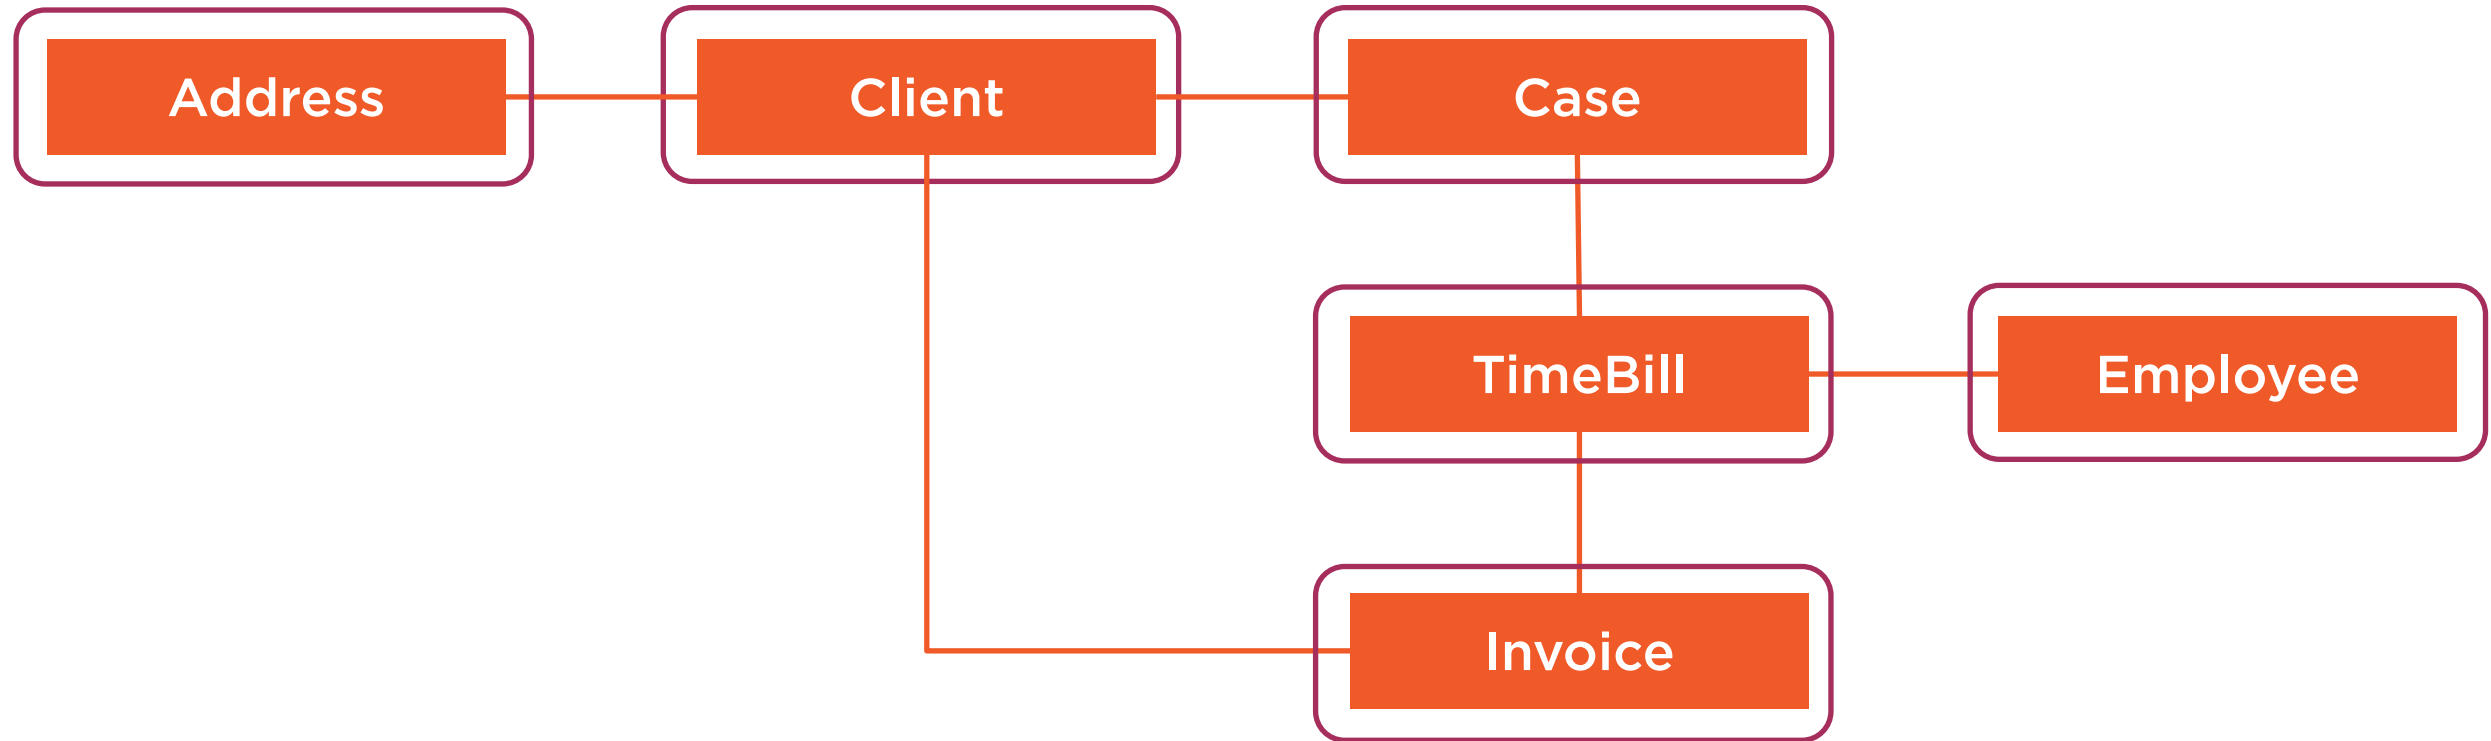 Address
Client
Case
TimeBill
Employee
Invoice